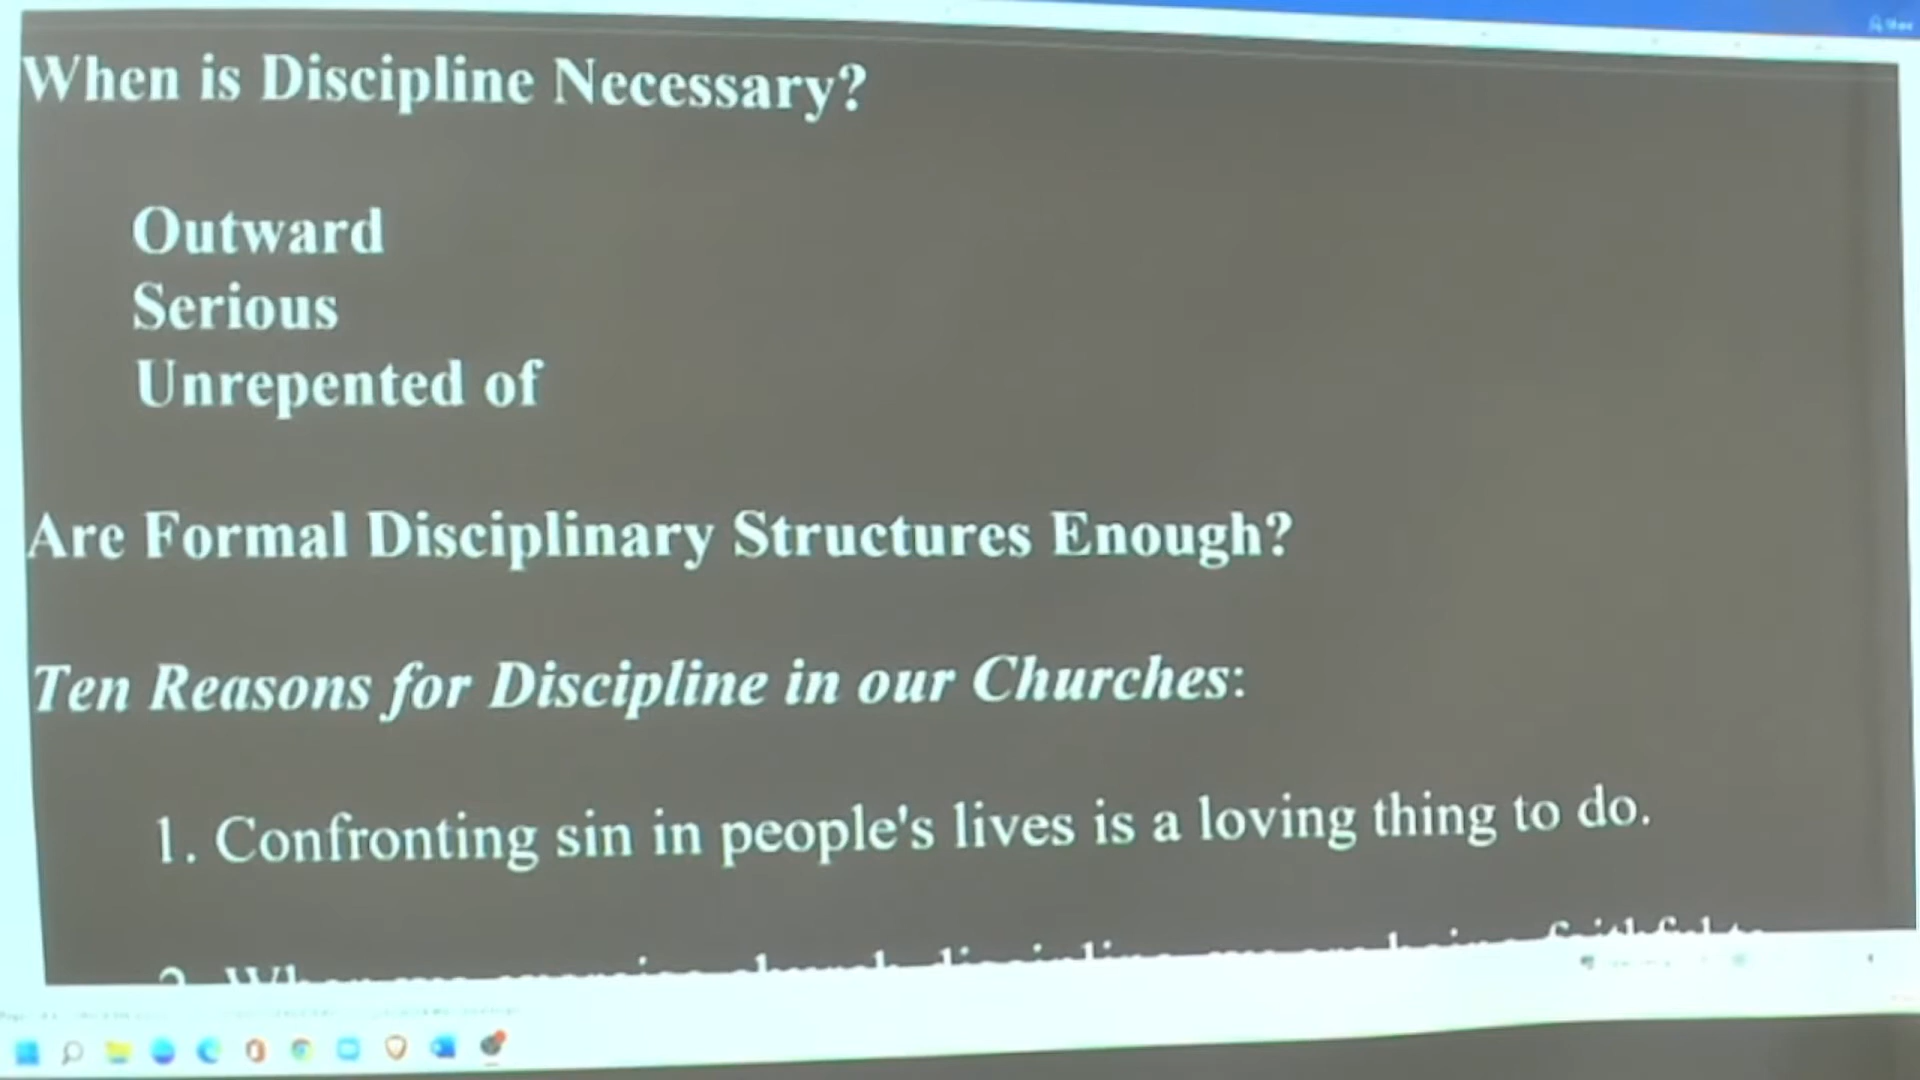 When is Discipline Necessary?
Outward
Serious
Unrepented of
Are Formal Disciplinary Structures Enough?
Ten Reasons for Discipline in our Churches:
1. Confronting sin in people's lives is a loving thing to do.